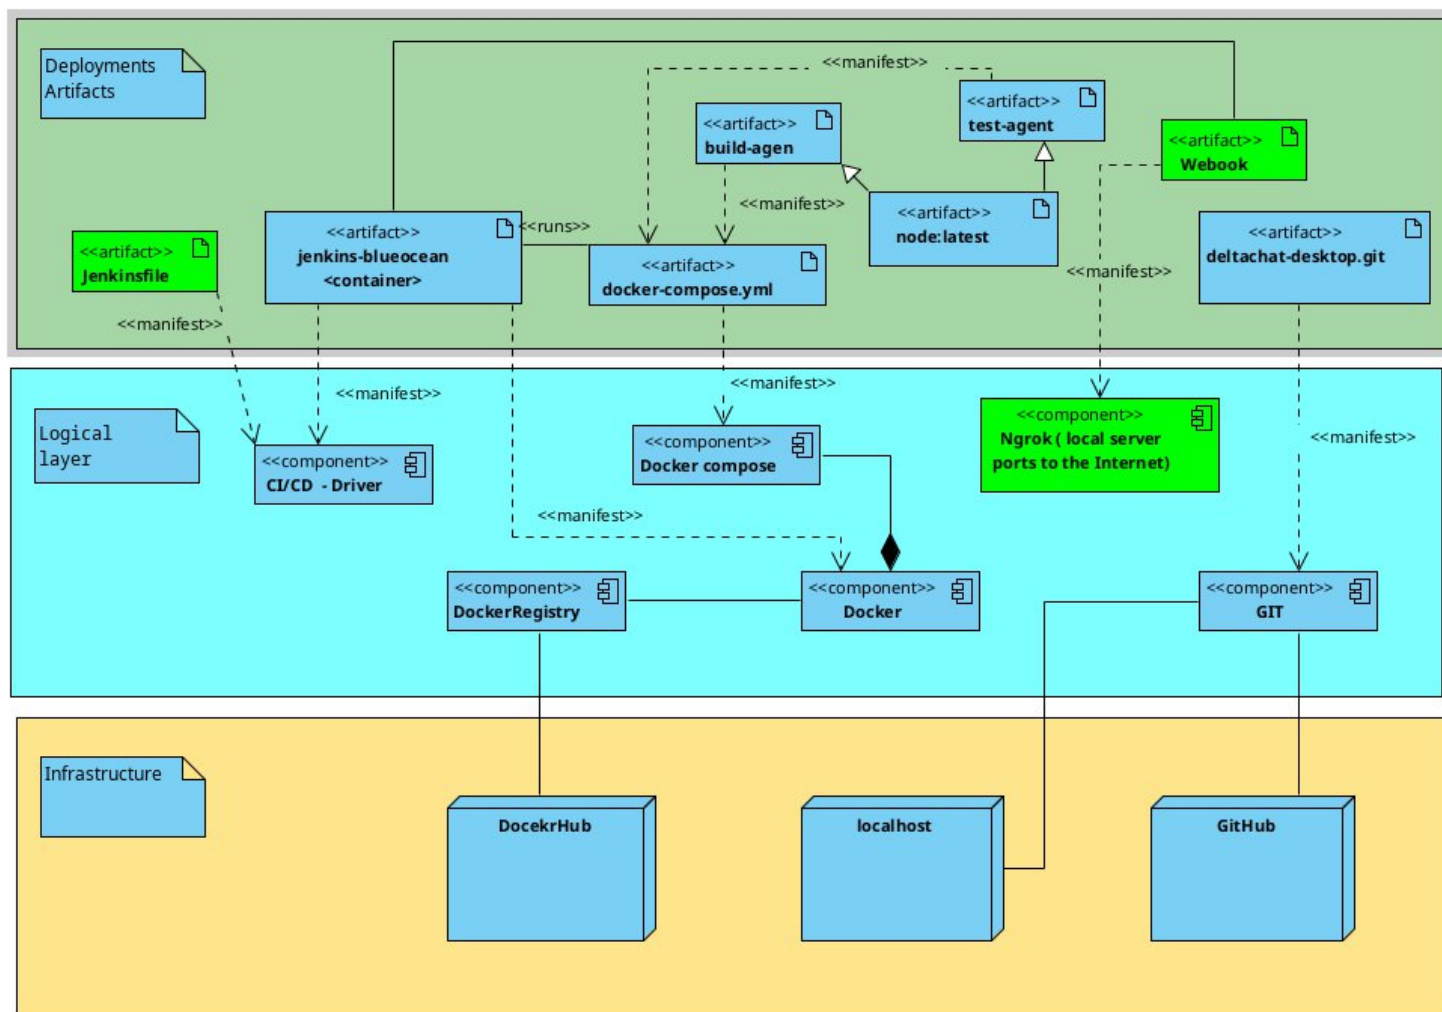 Deployments
Artifacts
<<manifest>>
<<artifact>>
test-agent
<<artifact>>
build-agen
<<artifact>>
Webook
<<manifest>>
<<artifact>>
node:latest
<<artifact>>
jenkins-blueocean
<container>
<<runs>>
<<artifact>>
deltachat-desktop.git
<<artifact>>
Jenkinsfile
<<artifact>>
docker-compose.yml
<<manifest>>
<<manifest>>
<<manifest>>
<<manifest>>
Logical
layer
<<component>>
Ngrok ( local server
ports to the Internet)
<<manifest>>
<<component>>
Docker compose
<<component>>
CI/CD - Driver
<<manifest>>
<<component>>
DockerRegistry
<<component>>
Docker
<<component>>
GIT
Infrastructure
DocekrHub
localhost
GitHub